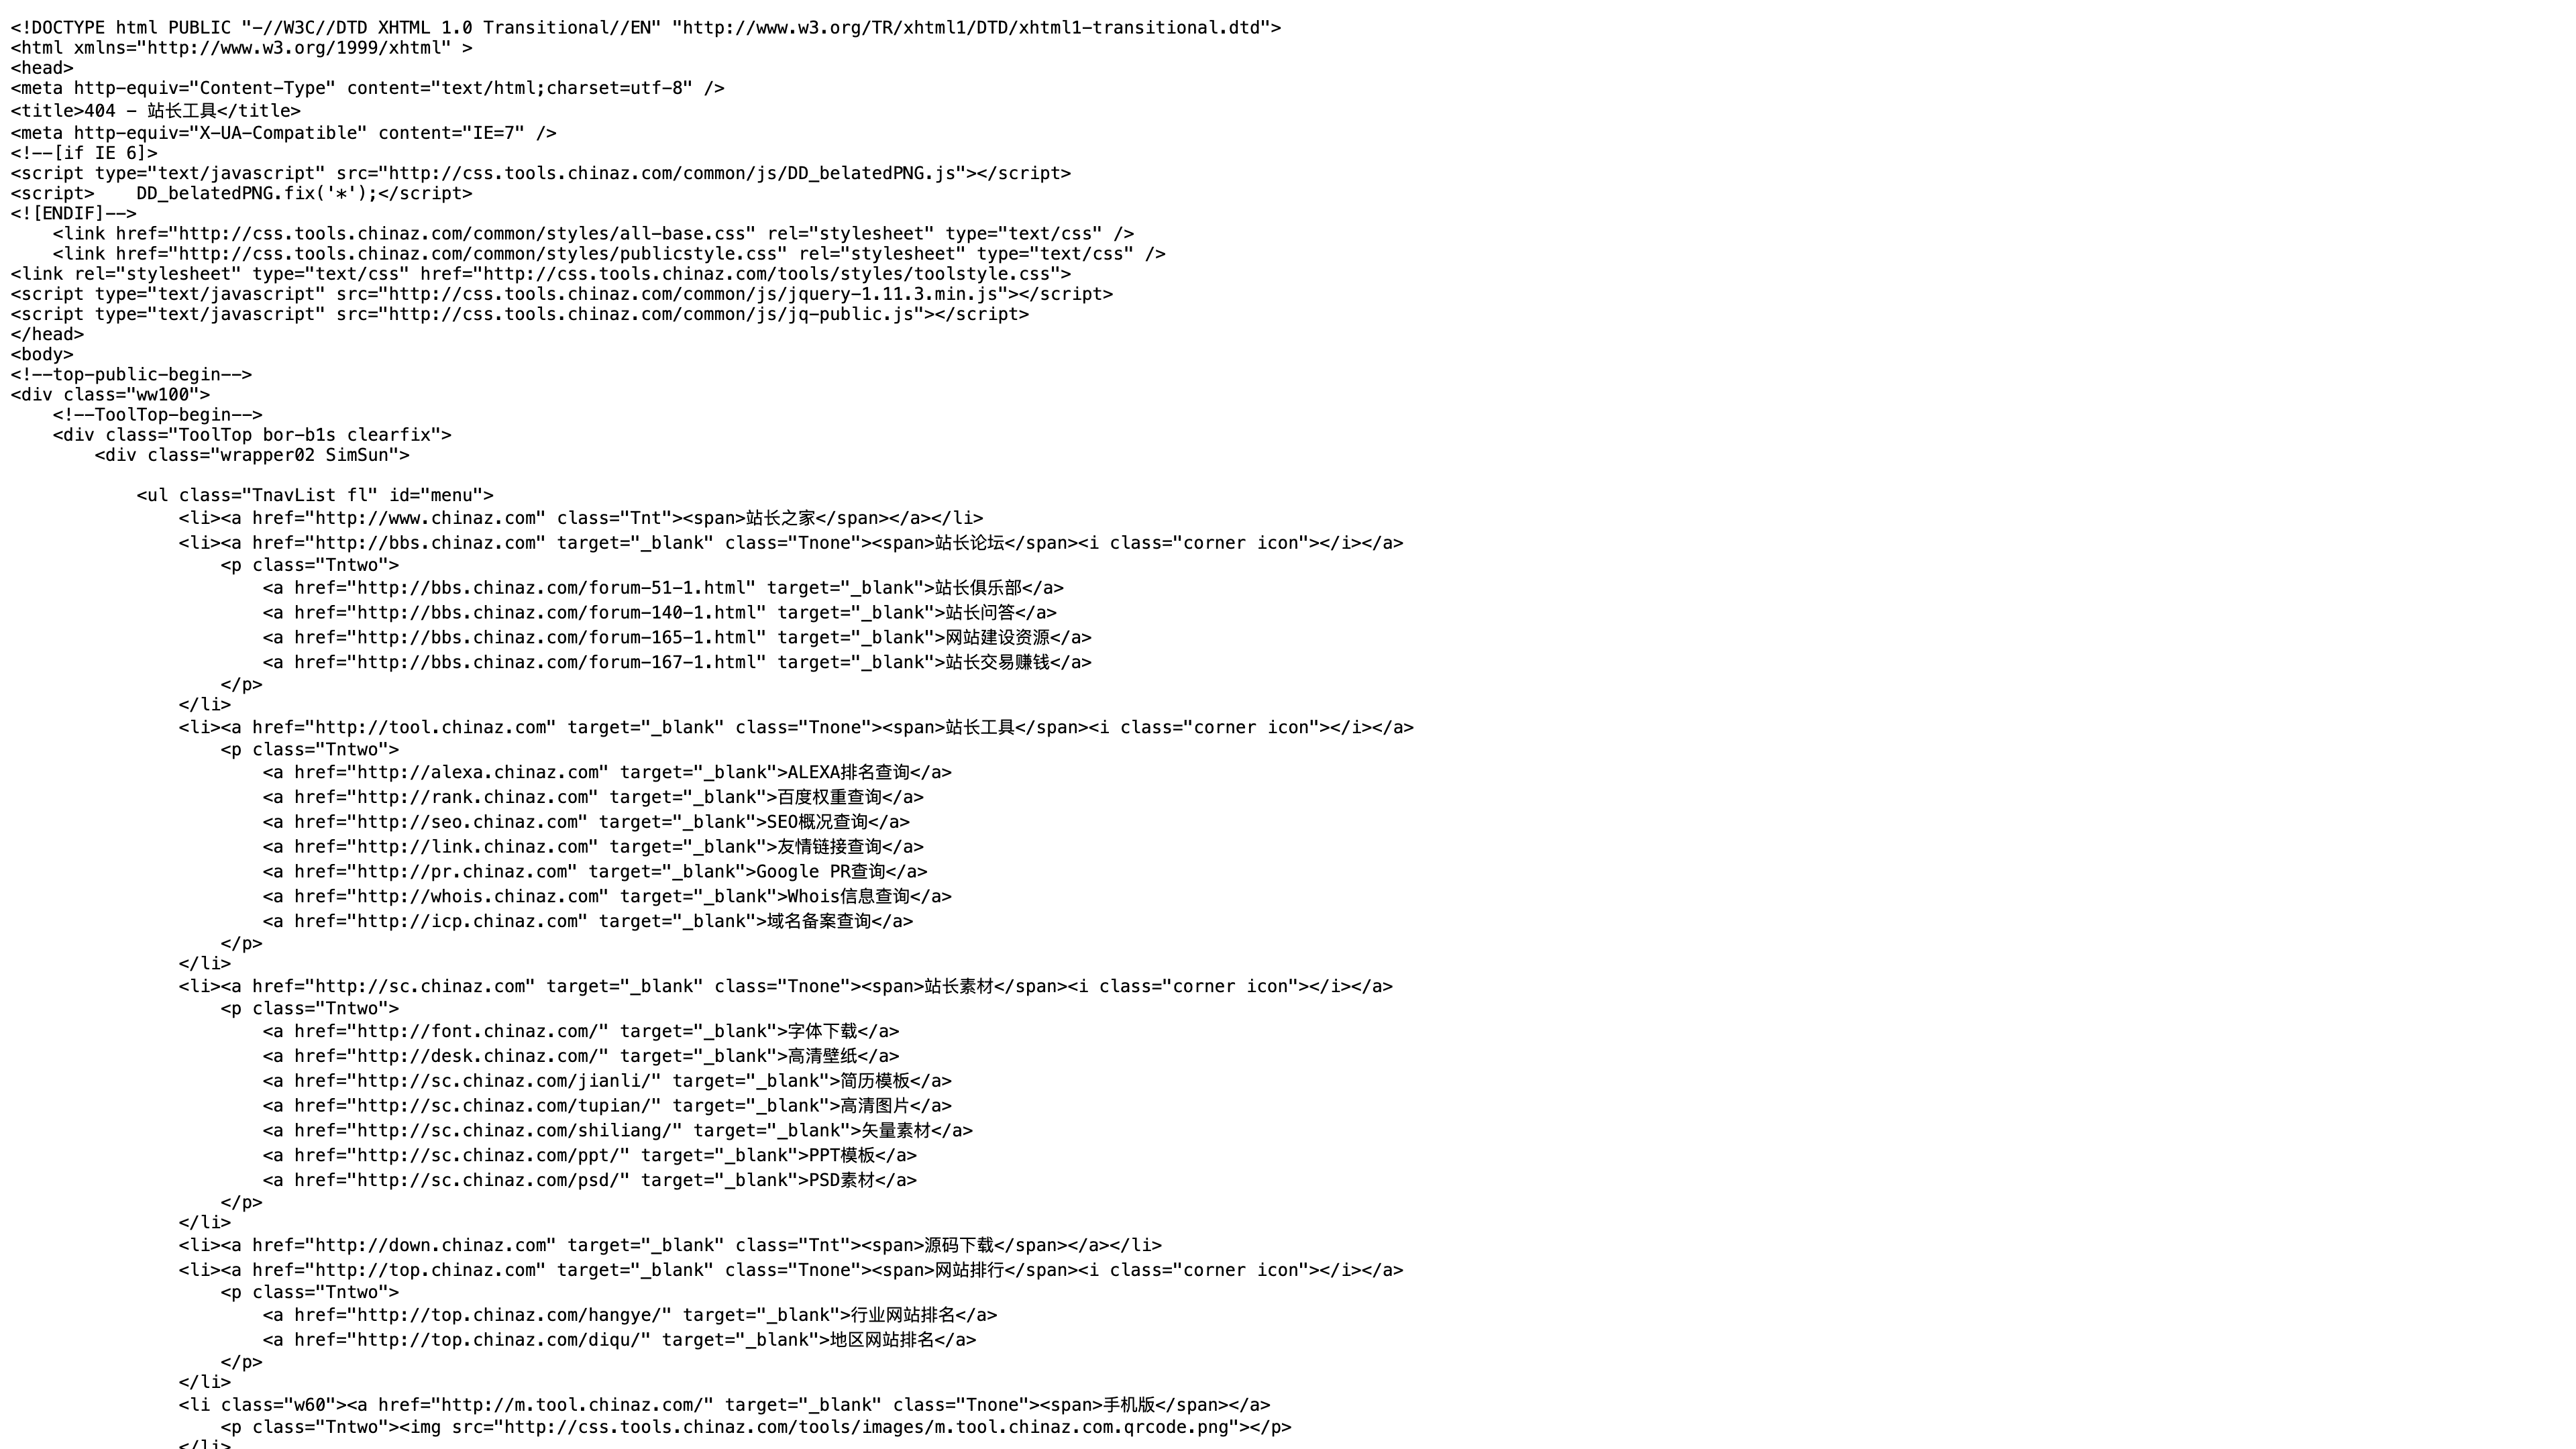 <!DOCTYPE html PUBLIC "-//W3C//DTD XHTML 1.0 Transitional//EN" "http://www.w3.org/TR/xhtml1/DTD/xhtml1-transitional.dtd">
<html xmlns="http://www.w3.org/1999/xhtml" >
<head>
<meta http-equiv="Content-Type" content="text/html;charset=utf-8" />
<title>404 - 站长工具</title>
<meta http-equiv="X-UA-Compatible" content="IE=7" />
<!--[if IE 6]>
<script type="text/javascript" src="http://css.tools.chinaz.com/common/js/DD_belatedPNG.js"></script>
<script>    DD_belatedPNG.fix('*');</script>
<![ENDIF]-->
    <link href="http://css.tools.chinaz.com/common/styles/all-base.css" rel="stylesheet" type="text/css" />
    <link href="http://css.tools.chinaz.com/common/styles/publicstyle.css" rel="stylesheet" type="text/css" />
<link rel="stylesheet" type="text/css" href="http://css.tools.chinaz.com/tools/styles/toolstyle.css">
<script type="text/javascript" src="http://css.tools.chinaz.com/common/js/jquery-1.11.3.min.js"></script>
<script type="text/javascript" src="http://css.tools.chinaz.com/common/js/jq-public.js"></script>
</head>
<body>
<!--top-public-begin-->
<div class="ww100">
    <!--ToolTop-begin-->
    <div class="ToolTop bor-b1s clearfix">
        <div class="wrapper02 SimSun">

            <ul class="TnavList fl" id="menu">
                <li><a href="http://www.chinaz.com" class="Tnt"><span>站长之家</span></a></li>
                <li><a href="http://bbs.chinaz.com" target="_blank" class="Tnone"><span>站长论坛</span><i class="corner icon"></i></a>
                    <p class="Tntwo">
                        <a href="http://bbs.chinaz.com/forum-51-1.html" target="_blank">站长俱乐部</a>
                        <a href="http://bbs.chinaz.com/forum-140-1.html" target="_blank">站长问答</a>
                        <a href="http://bbs.chinaz.com/forum-165-1.html" target="_blank">网站建设资源</a>
                        <a href="http://bbs.chinaz.com/forum-167-1.html" target="_blank">站长交易赚钱</a>
                    </p>
                </li>
                <li><a href="http://tool.chinaz.com" target="_blank" class="Tnone"><span>站长工具</span><i class="corner icon"></i></a>
                    <p class="Tntwo">
                        <a href="http://alexa.chinaz.com" target="_blank">ALEXA排名查询</a>
                        <a href="http://rank.chinaz.com" target="_blank">百度权重查询</a>
                        <a href="http://seo.chinaz.com" target="_blank">SEO概况查询</a>
                        <a href="http://link.chinaz.com" target="_blank">友情链接查询</a>
                        <a href="http://pr.chinaz.com" target="_blank">Google PR查询</a>
                        <a href="http://whois.chinaz.com" target="_blank">Whois信息查询</a>
                        <a href="http://icp.chinaz.com" target="_blank">域名备案查询</a>
                    </p>
                </li>
                <li><a href="http://sc.chinaz.com" target="_blank" class="Tnone"><span>站长素材</span><i class="corner icon"></i></a>
                    <p class="Tntwo">
                        <a href="http://font.chinaz.com/" target="_blank">字体下载</a>
                        <a href="http://desk.chinaz.com/" target="_blank">高清壁纸</a>
                        <a href="http://sc.chinaz.com/jianli/" target="_blank">简历模板</a>
                        <a href="http://sc.chinaz.com/tupian/" target="_blank">高清图片</a>
                        <a href="http://sc.chinaz.com/shiliang/" target="_blank">矢量素材</a>
                        <a href="http://sc.chinaz.com/ppt/" target="_blank">PPT模板</a>
                        <a href="http://sc.chinaz.com/psd/" target="_blank">PSD素材</a>
                    </p>
                </li>
                <li><a href="http://down.chinaz.com" target="_blank" class="Tnt"><span>源码下载</span></a></li>
                <li><a href="http://top.chinaz.com" target="_blank" class="Tnone"><span>网站排行</span><i class="corner icon"></i></a>
                    <p class="Tntwo">
                        <a href="http://top.chinaz.com/hangye/" target="_blank">行业网站排名</a>
                        <a href="http://top.chinaz.com/diqu/" target="_blank">地区网站排名</a>
                    </p>
                </li>
                <li class="w60"><a href="http://m.tool.chinaz.com/" target="_blank" class="Tnone"><span>手机版</span></a>
                    <p class="Tntwo"><img src="http://css.tools.chinaz.com/tools/images/m.tool.chinaz.com.qrcode.png"></p>
                </li>